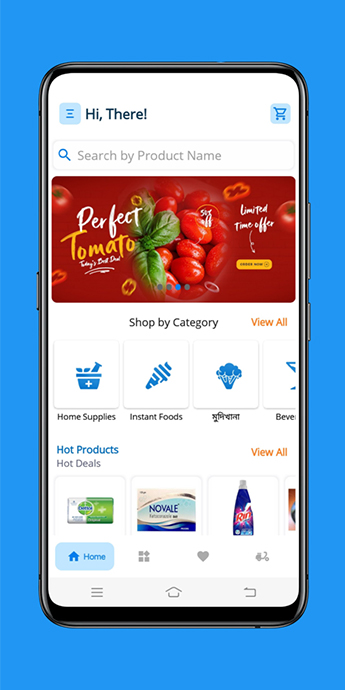 Hi, There!
Search by Product Name
Perfect
Tomato
Today's Best Deal
50%
off
Limited
Time offer
ORDER NOW
Shop by Category
View All
Home Supplies
Instant Foods
মুদিখানা
Bever
Hot Products
View All
Hot Deals
Dettol
NOVALE
Home